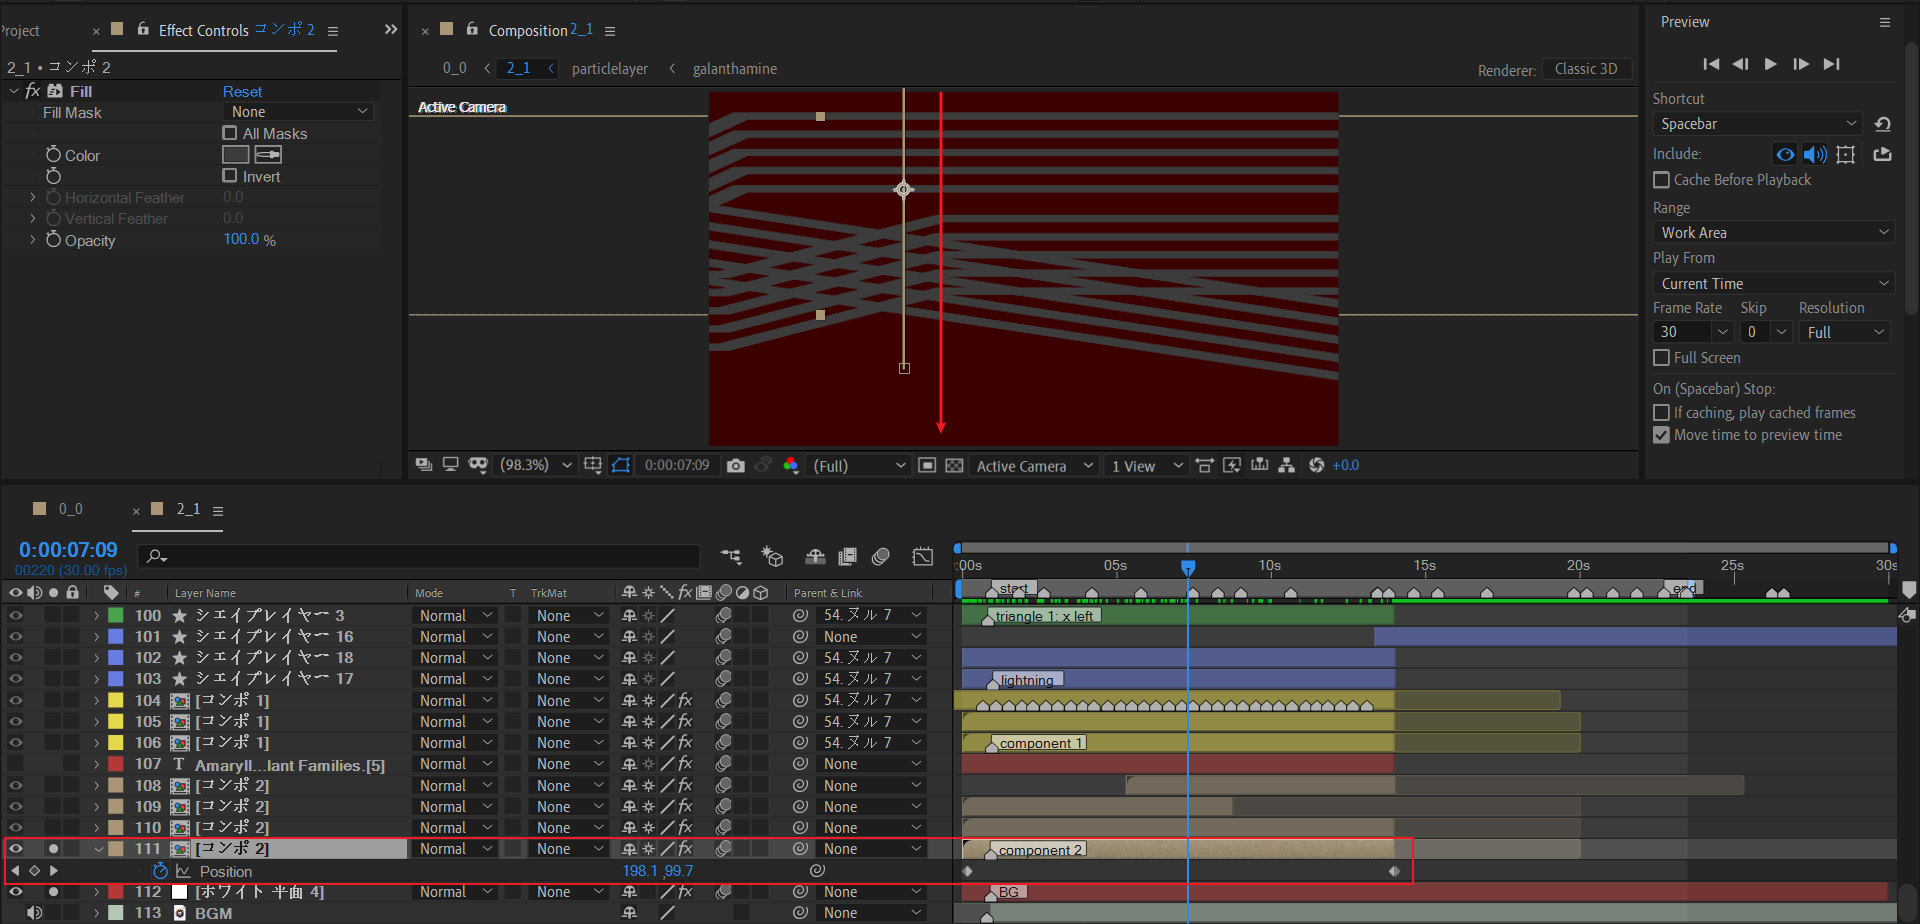 Project
× Effect Controls コンポ 2 ≡ »
2_1 • コンポ 2
fx Fill Reset
Fill Mask None
All Masks
Color
Invert
Horizontal Feather 0.0
Vertical Feather 0.0
Opacity 100.0 %
× Composition 2_1 ≡
0_0 < 2_1 < particlelayer < galanthamine
Renderer: Classic 3D
Active Camera
(98.3%) 0:00:07:09 (Full) Active Camera 1 View +0.0
Preview ≡
Shortcut
Spacebar
Include:
Cache Before Playback
Range
Work Area
Play From
Current Time
Frame Rate Skip Resolution
30 0 Full
Full Screen
On (Spacebar) Stop:
If caching, play cached frames
Move time to preview time
0_0 × 2_1 ≡
0:00:07:09
00220 (30.00 fps)
:00s 05s 10s 15s 20s 25s 30s
# Layer Name Mode T TrkMat fx Parent & Link
start end
100 シェイプレイヤー 3 Normal None 54. ヌル 7 triangle 1: x left
101 シェイプレイヤー 16 Normal None None
102 シェイプレイヤー 18 Normal None 54. ヌル 7
103 シェイプレイヤー 17 Normal None 54. ヌル 7 lightning
104 [コンポ 1] Normal None fx 54. ヌル 7
105 [コンポ 1] Normal None fx 54. ヌル 7
106 [コンポ 1] Normal None fx 54. ヌル 7 component 1
107 T Amaryll...lant Families.[5] Normal None None
108 [コンポ 2] Normal None fx None
109 [コンポ 2] Normal None fx None
110 [コンポ 2] Normal None fx None
111 [コンポ 2] Normal None fx None component 2
Position 198.1 ,99.7
112 [ホワイト 平面 4] Normal None None BG
113 BGM None